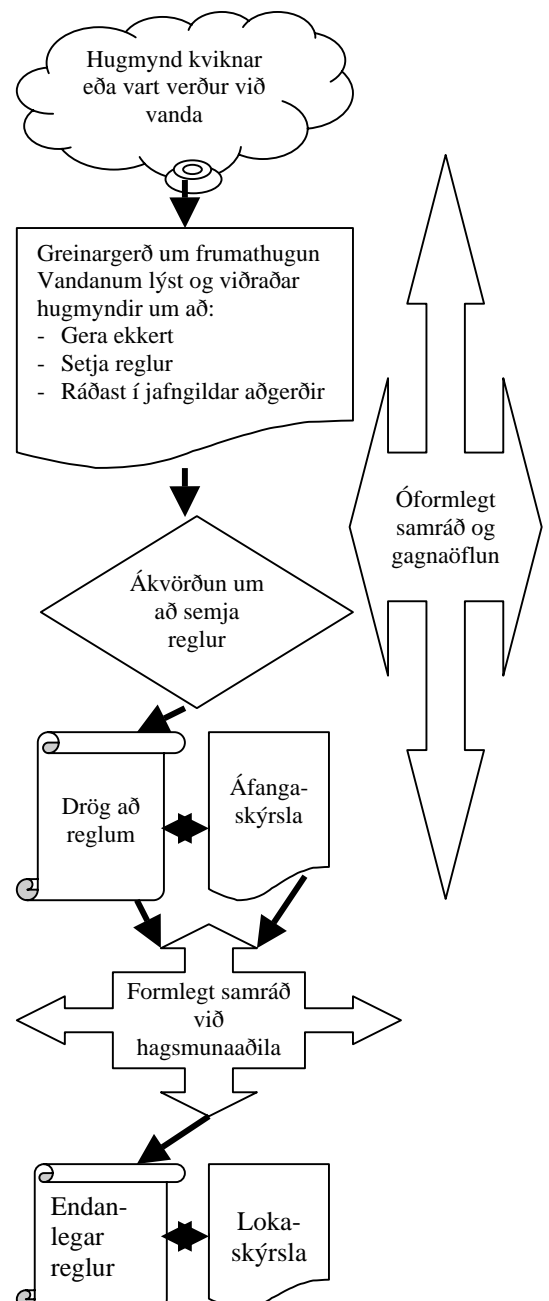 Hugmynd kviknar
eða vart verður við
vanda
Greinargerð um frumathugun
Vandanum lýst og viðraðar
hugmyndir um að:
- Gera ekkert
- Setja reglur
- Ráðast í jafngildar aðgerðir
Óformlegt
samráð og
gagnaöflun
Ákvörðun um
að semja
reglur
Drög að
reglum
Áfanga-
skýrsla
Formlegt samráð
við
hagsmunaaðila
Endan-
legar
reglur
Loka-
skýrsla